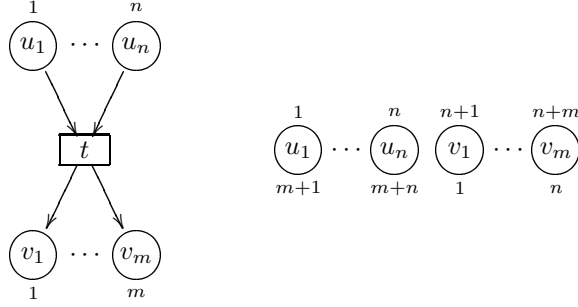 1 n
u₁ ⋯ uₙ
t
v₁ ⋯ vₘ
1 m
1 n n+1 n+m
u₁ ⋯ uₙ v₁ ⋯ vₘ
m+1 m+n 1 n